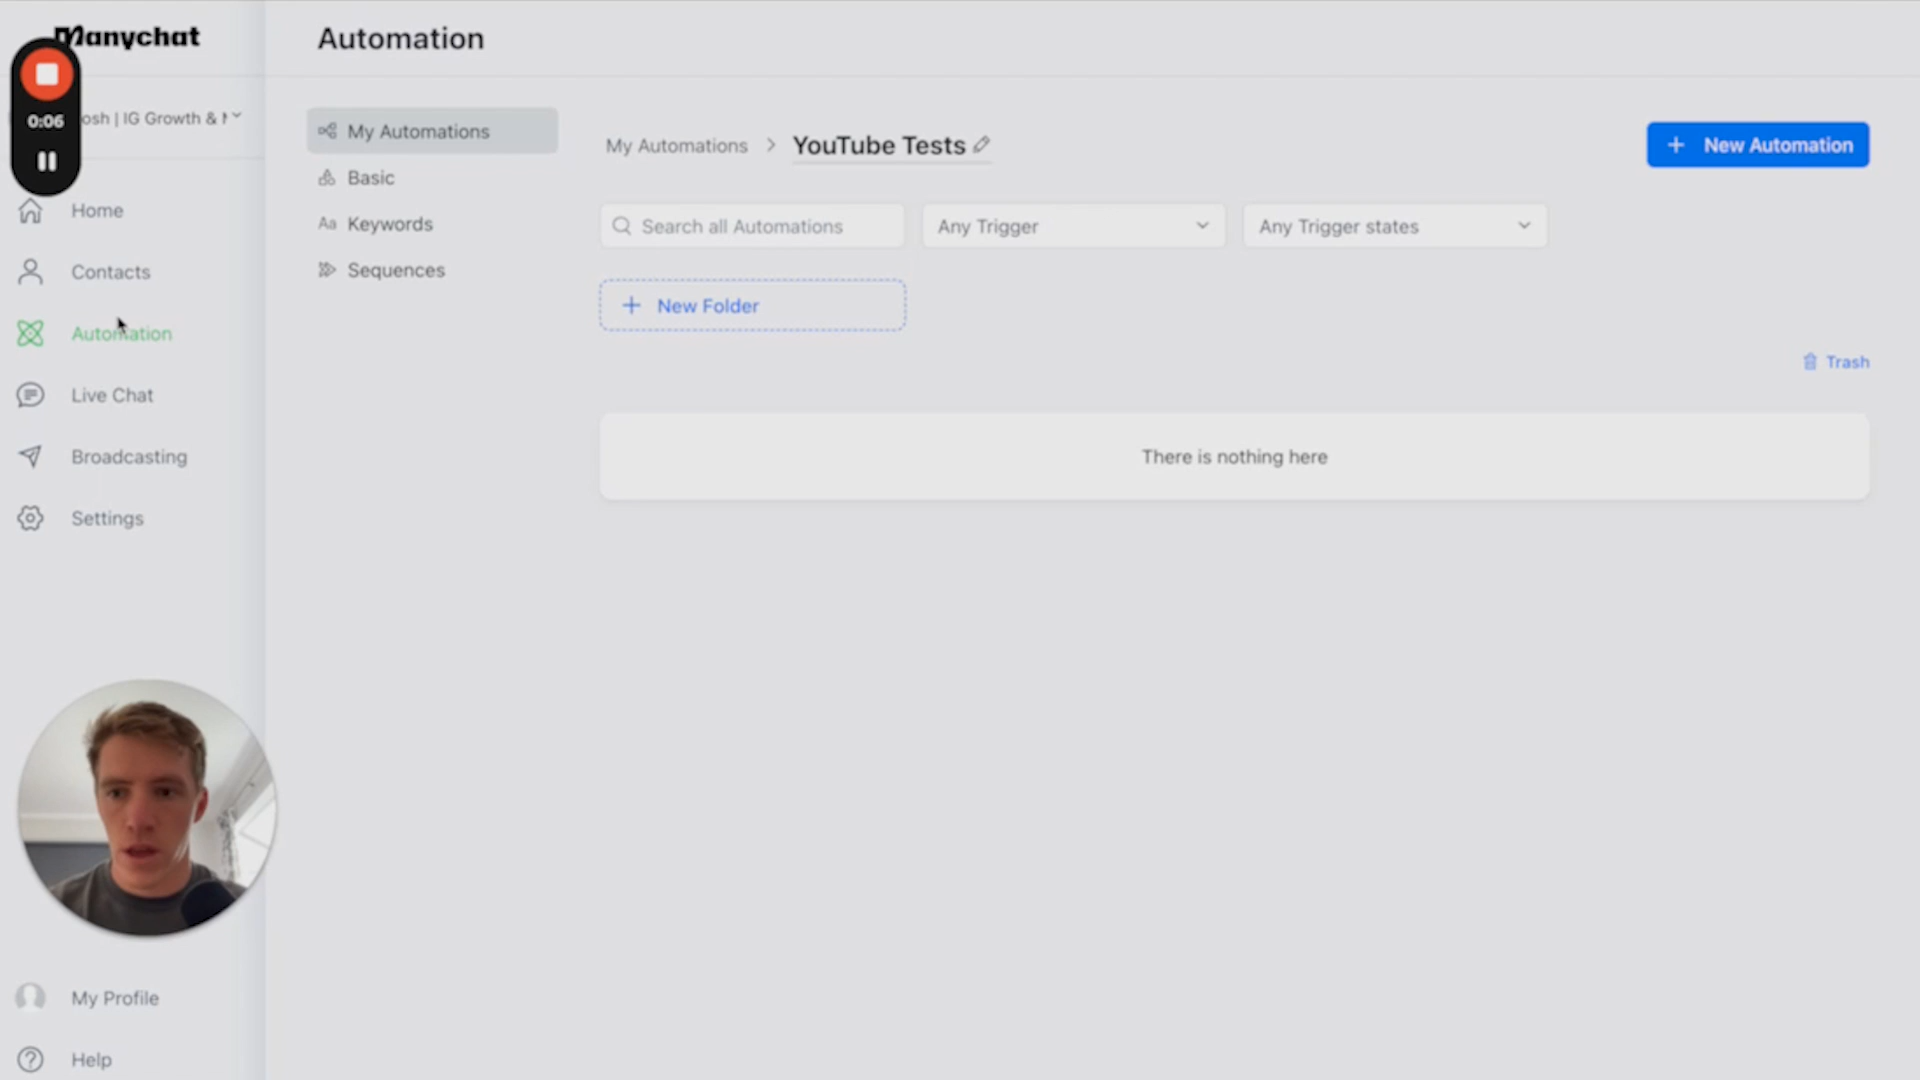 Manychat
Automation
0:06
osh | IG Growth &
My Automations
Basic
Aa Keywords
Sequences
My Automations > YouTube Tests
+ New Automation
Search all Automations
Any Trigger
Any Trigger states
+ New Folder
Trash
There is nothing here
Home
Contacts
Automation
Live Chat
Broadcasting
Settings
My Profile
? Help